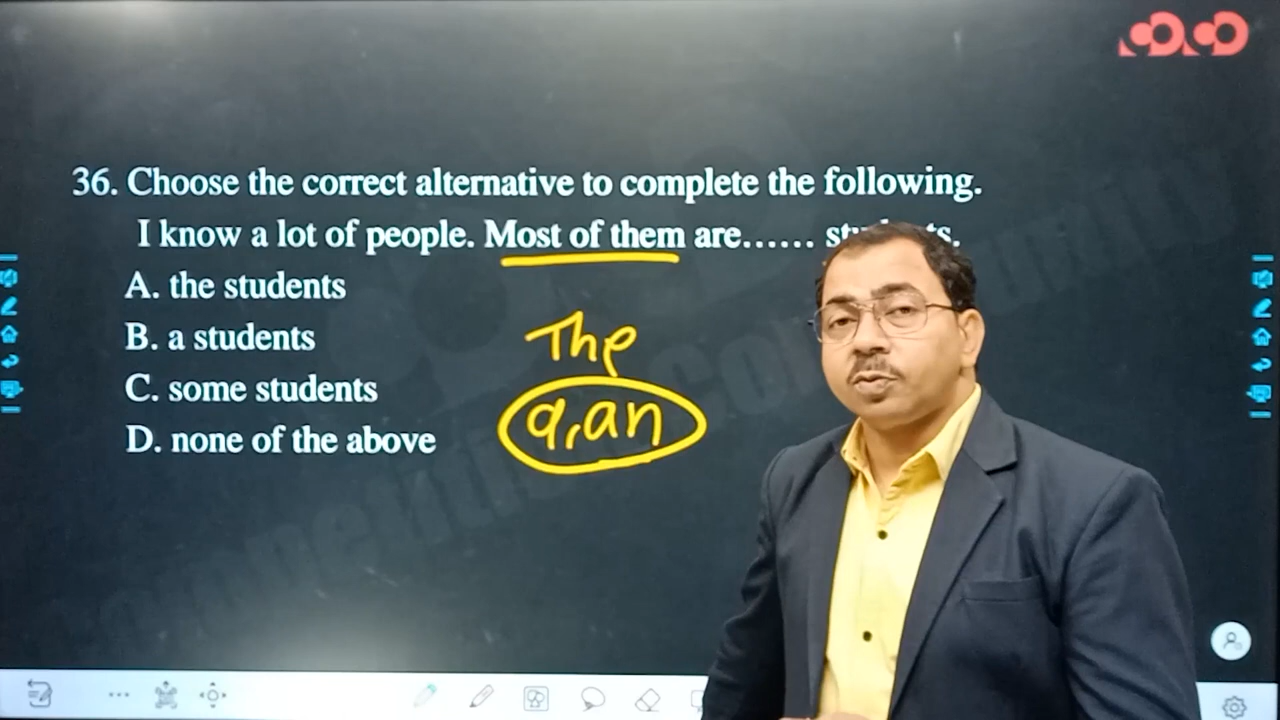 36. Choose the correct alternative to complete the following.
I know a lot of people. Most of them are......
A. the students
B. a students
C. some students
D. none of the above
The
a, an